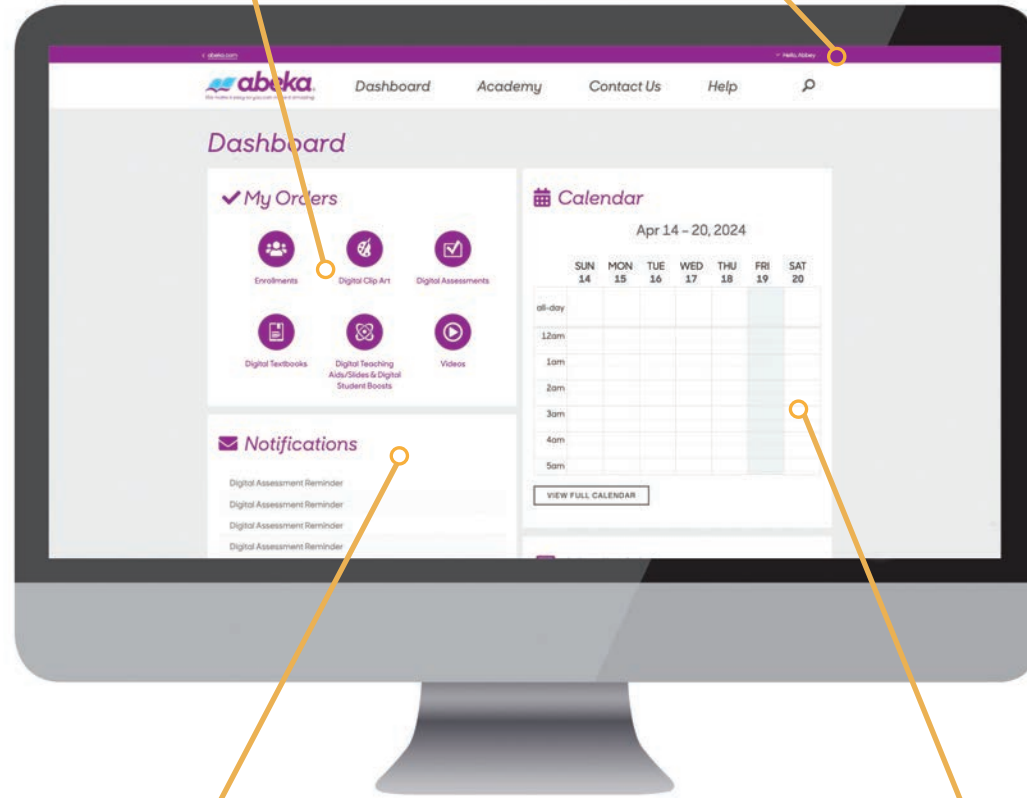 < abeka.com
Hello, Abbey
abeka.
Dashboard Academy Contact Us Help
Dashboard
My Orders
Enrollments Digital Clip Art Digital Assessments
Digital Textbooks Digital Teaching Videos
Aids/Slides & Digital
Student Boosts
Notifications
Digital Assessment Reminder
Digital Assessment Reminder
Digital Assessment Reminder
Digital Assessment Reminder
Calendar
Apr 14 – 20, 2024
SUN MON TUE WED THU FRI SAT
14 15 16 17 18 19 20
all-day
12am
1am
2am
3am
4am
5am
VIEW FULL CALENDAR